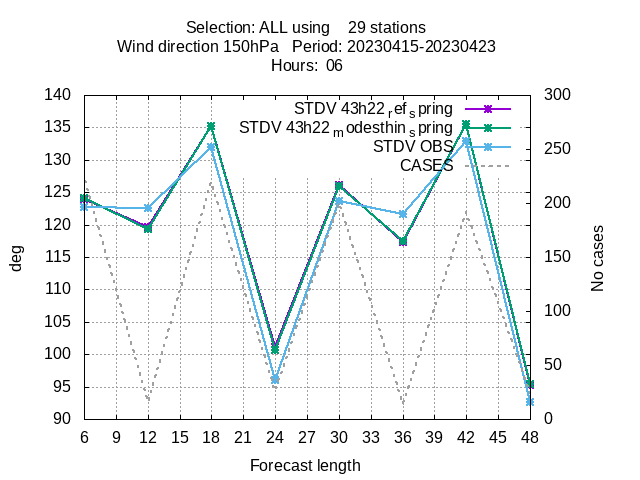 Selection: ALL using 29 stations
Wind direction 150hPa Period: 20230415-20230423
Hours: 06
140
135
130
125
120
115
110
105
100
95
90
300
250
200
150
100
50
0
STDV 43h22 ref spring
STDV 43h22 modesthin spring
STDV OBS
CASES
deg
No cases
6 9 12 15 18 21 24 27 30 33 36 39 42 45 48
Forecast length